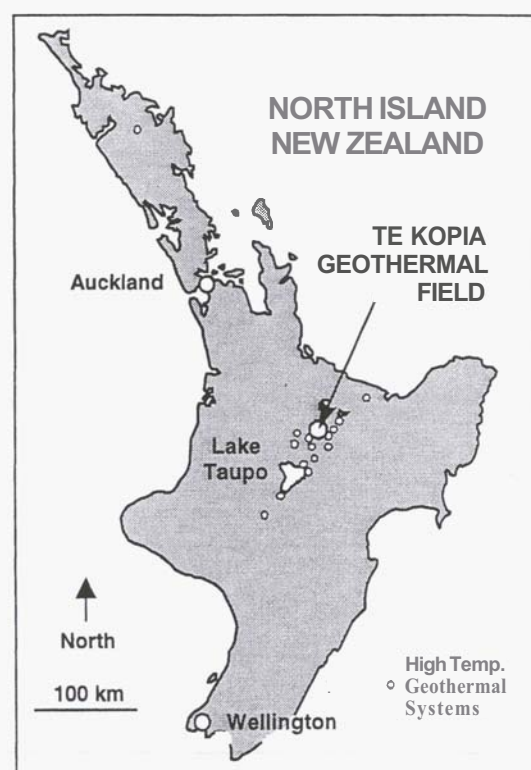 NORTH ISLAND
NEW ZEALAND
TE KOPIA
GEOTHERMAL
FIELD
Auckland
Lake
Taupo
North
100 km
High Temp.
Geothermal
Systems
Wellington